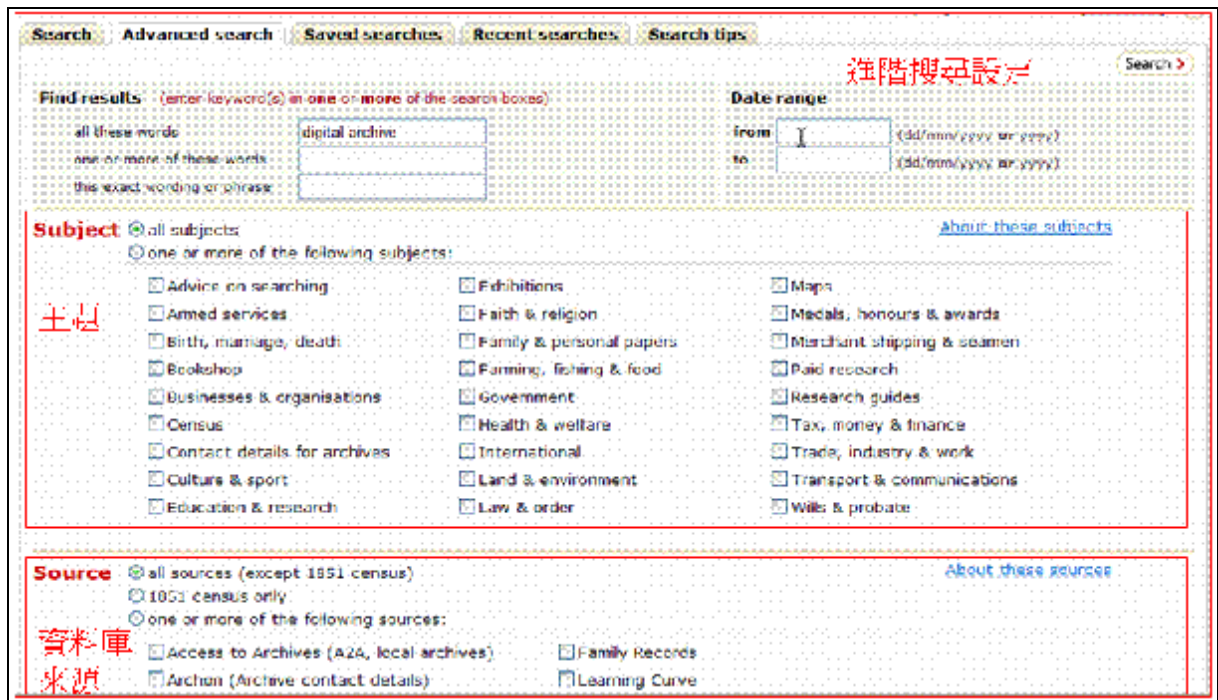 Search Advanced search Saved searches Recent searches Search tips
進階搜尋設定
Search >
Find results (enter keyword(s) in one or more of the search boxes) Date range
all these words digital archive from (dd/mm/yyyy or yyyy)
one or more of these words to (dd/mm/yyyy or yyyy)
this exact wording or phrase
Subject all subjects About these subjects
one or more of the following subjects:
主題
Advice on searching Exhibitions Maps
Armed services Faith & religion Medals, honours & awards
Birth, marriage, death Family & personal papers Merchant shipping & seamen
Bookshop Farming, fishing & food Paid research
Businesses & organisations Government Research guides
Census Health & welfare Tax, money & finance
Contact details for archives International Trade, industry & work
Culture & sport Land & environment Transport & communications
Education & research Law & order Wills & probate
Source all sources (except 1851 census) About these sources
1851 census only
one or more of the following sources:
資料庫
來源
Access to Archives (A2A, local archives) Family Records
Archon (Archive contact details) Learning Curve